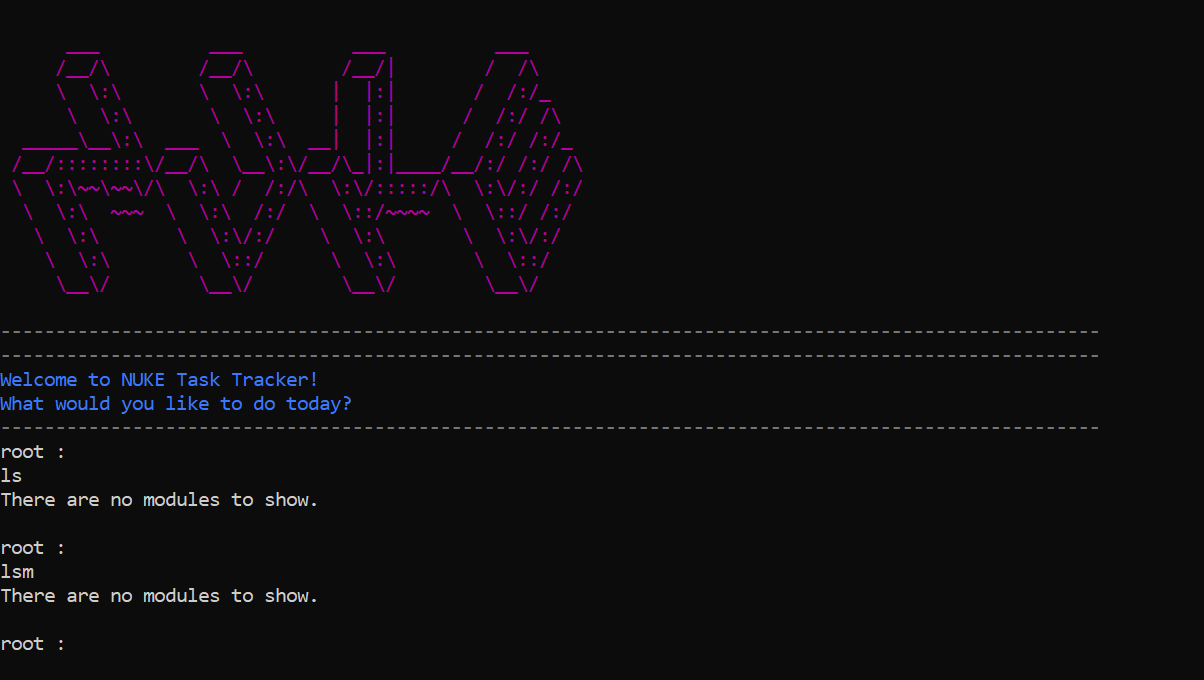 Welcome to NUKE Task Tracker!
What would you like to do today?
root :
ls
There are no modules to show.
root :
lsm
There are no modules to show.
root :